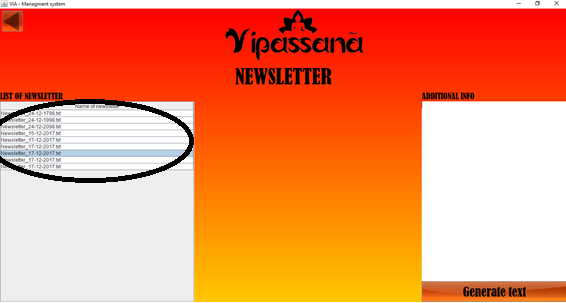 VIA - Managment system
Vipassanā
NEWSLETTER
LIST OF NEWSLETTER
ADDITIONAL INFO
Name of newsletter
Newsletter_24-12-1798.txt
Newsletter_24-12-1998.txt
Newsletter_24-12-2098.txt
Newsletter_15-12-2017.txt
Newsletter_17-12-2017.txt
Newsletter_17-12-2017.txt
Newsletter_17-12-2017.txt
Newsletter_17-12-2017.txt
Newsletter_17-12-2017.txt
Generate text